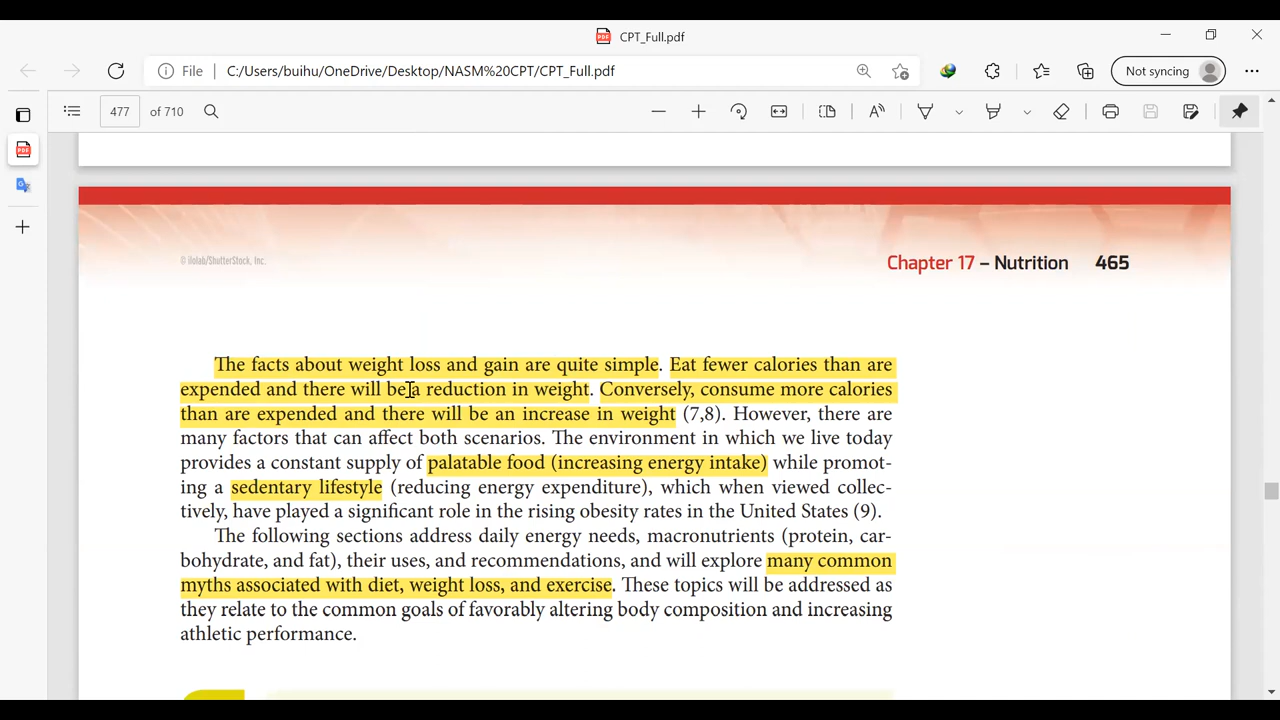 CPT_Full.pdf
File C:/Users/buihu/OneDrive/Desktop/NASM%20CPT/CPT_Full.pdf Not syncing
477 of 710
© ilolab/ShutterStock, Inc.
Chapter 17 – Nutrition 465
The facts about weight loss and gain are quite simple. Eat fewer calories than are
expended and there will be a reduction in weight. Conversely, consume more calories
than are expended and there will be an increase in weight (7,8). However, there are
many factors that can affect both scenarios. The environment in which we live today
provides a constant supply of palatable food (increasing energy intake) while promot-
ing a sedentary lifestyle (reducing energy expenditure), which when viewed collec-
tively, have played a significant role in the rising obesity rates in the United States (9).
The following sections address daily energy needs, macronutrients (protein, car-
bohydrate, and fat), their uses, and recommendations, and will explore many common
myths associated with diet, weight loss, and exercise. These topics will be addressed as
they relate to the common goals of favorably altering body composition and increasing
athletic performance.